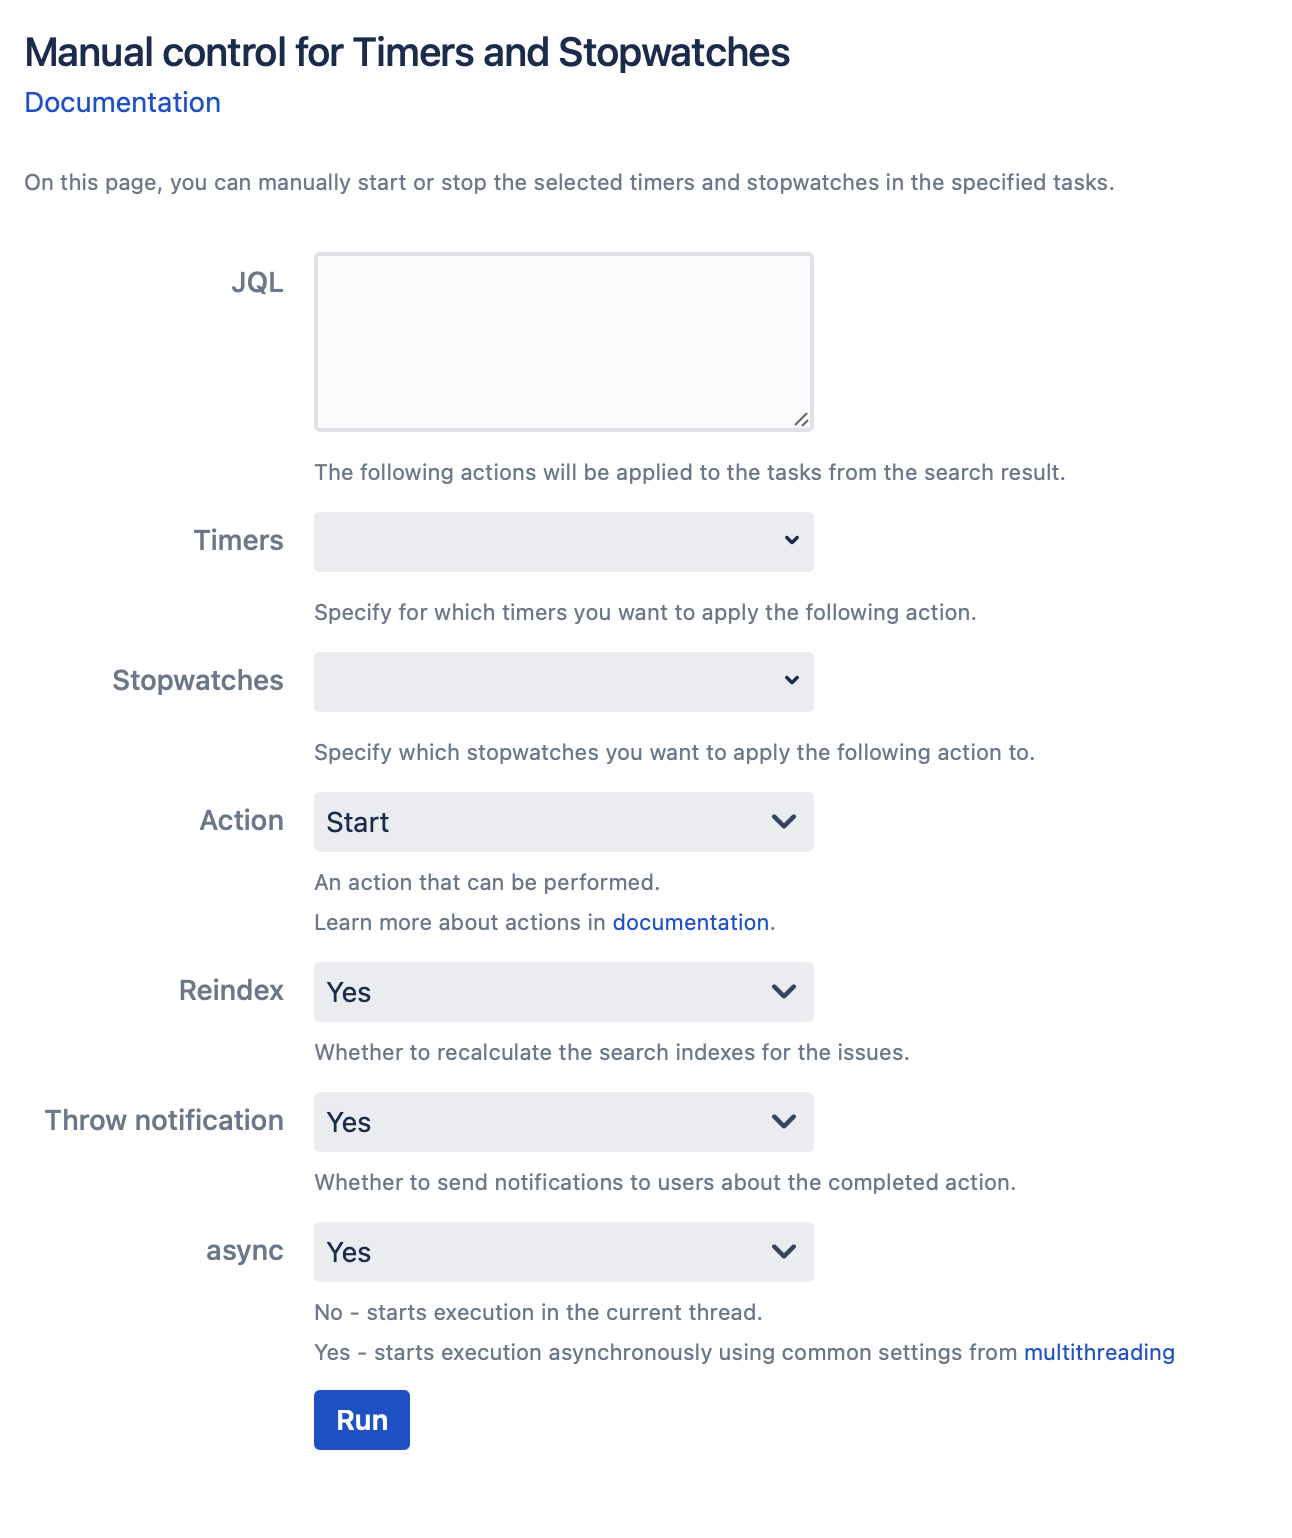 Manual control for Timers and Stopwatches
Documentation
On this page, you can manually start or stop the selected timers and stopwatches in the specified tasks.
JQL
The following actions will be applied to the tasks from the search result.
Timers
Specify for which timers you want to apply the following action.
Stopwatches
Specify which stopwatches you want to apply the following action to.
Action Start
An action that can be performed.
Learn more about actions in documentation.
Reindex Yes
Whether to recalculate the search indexes for the issues.
Throw notification Yes
Whether to send notifications to users about the completed action.
async Yes
No - starts execution in the current thread.
Yes - starts execution asynchronously using common settings from multithreading
Run